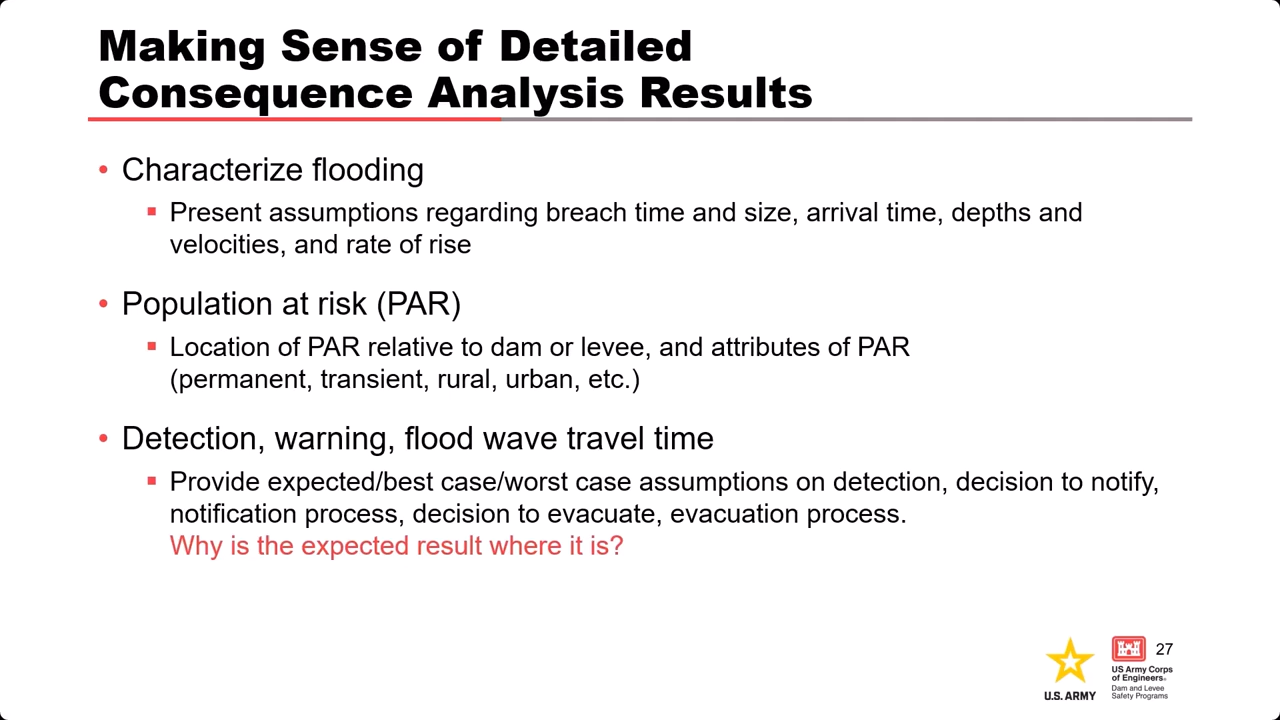 Making Sense of Detailed
Consequence Analysis Results
• Characterize flooding
▪ Present assumptions regarding breach time and size, arrival time, depths and
velocities, and rate of rise
• Population at risk (PAR)
▪ Location of PAR relative to dam or levee, and attributes of PAR
(permanent, transient, rural, urban, etc.)
• Detection, warning, flood wave travel time
▪ Provide expected/best case/worst case assumptions on detection, decision to notify,
notification process, decision to evacuate, evacuation process.
Why is the expected result where it is?
27
U.S. ARMY
US Army Corps
of Engineers®
Dam and Levee
Safety Programs